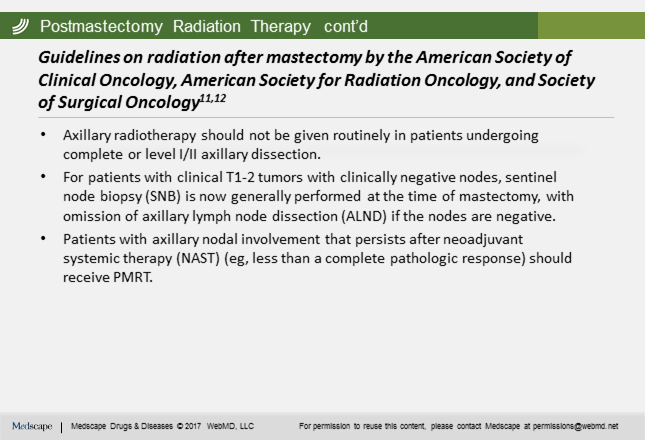 Postmastectomy Radiation Therapy cont’d
Guidelines on radiation after mastectomy by the American Society of
Clinical Oncology, American Society for Radiation Oncology, and Society
of Surgical Oncology11,12
• Axillary radiotherapy should not be given routinely in patients undergoing
complete or level I/II axillary dissection.
• For patients with clinical T1-2 tumors with clinically negative nodes, sentinel
node biopsy (SNB) is now generally performed at the time of mastectomy, with
omission of axillary lymph node dissection (ALND) if the nodes are negative.
• Patients with axillary nodal involvement that persists after neoadjuvant
systemic therapy (NAST) (eg, less than a complete pathologic response) should
receive PMRT.
Medscape | Medscape Drugs & Diseases © 2017 WebMD, LLC For permission to reuse this content, please contact Medscape at permissions@webmd.net